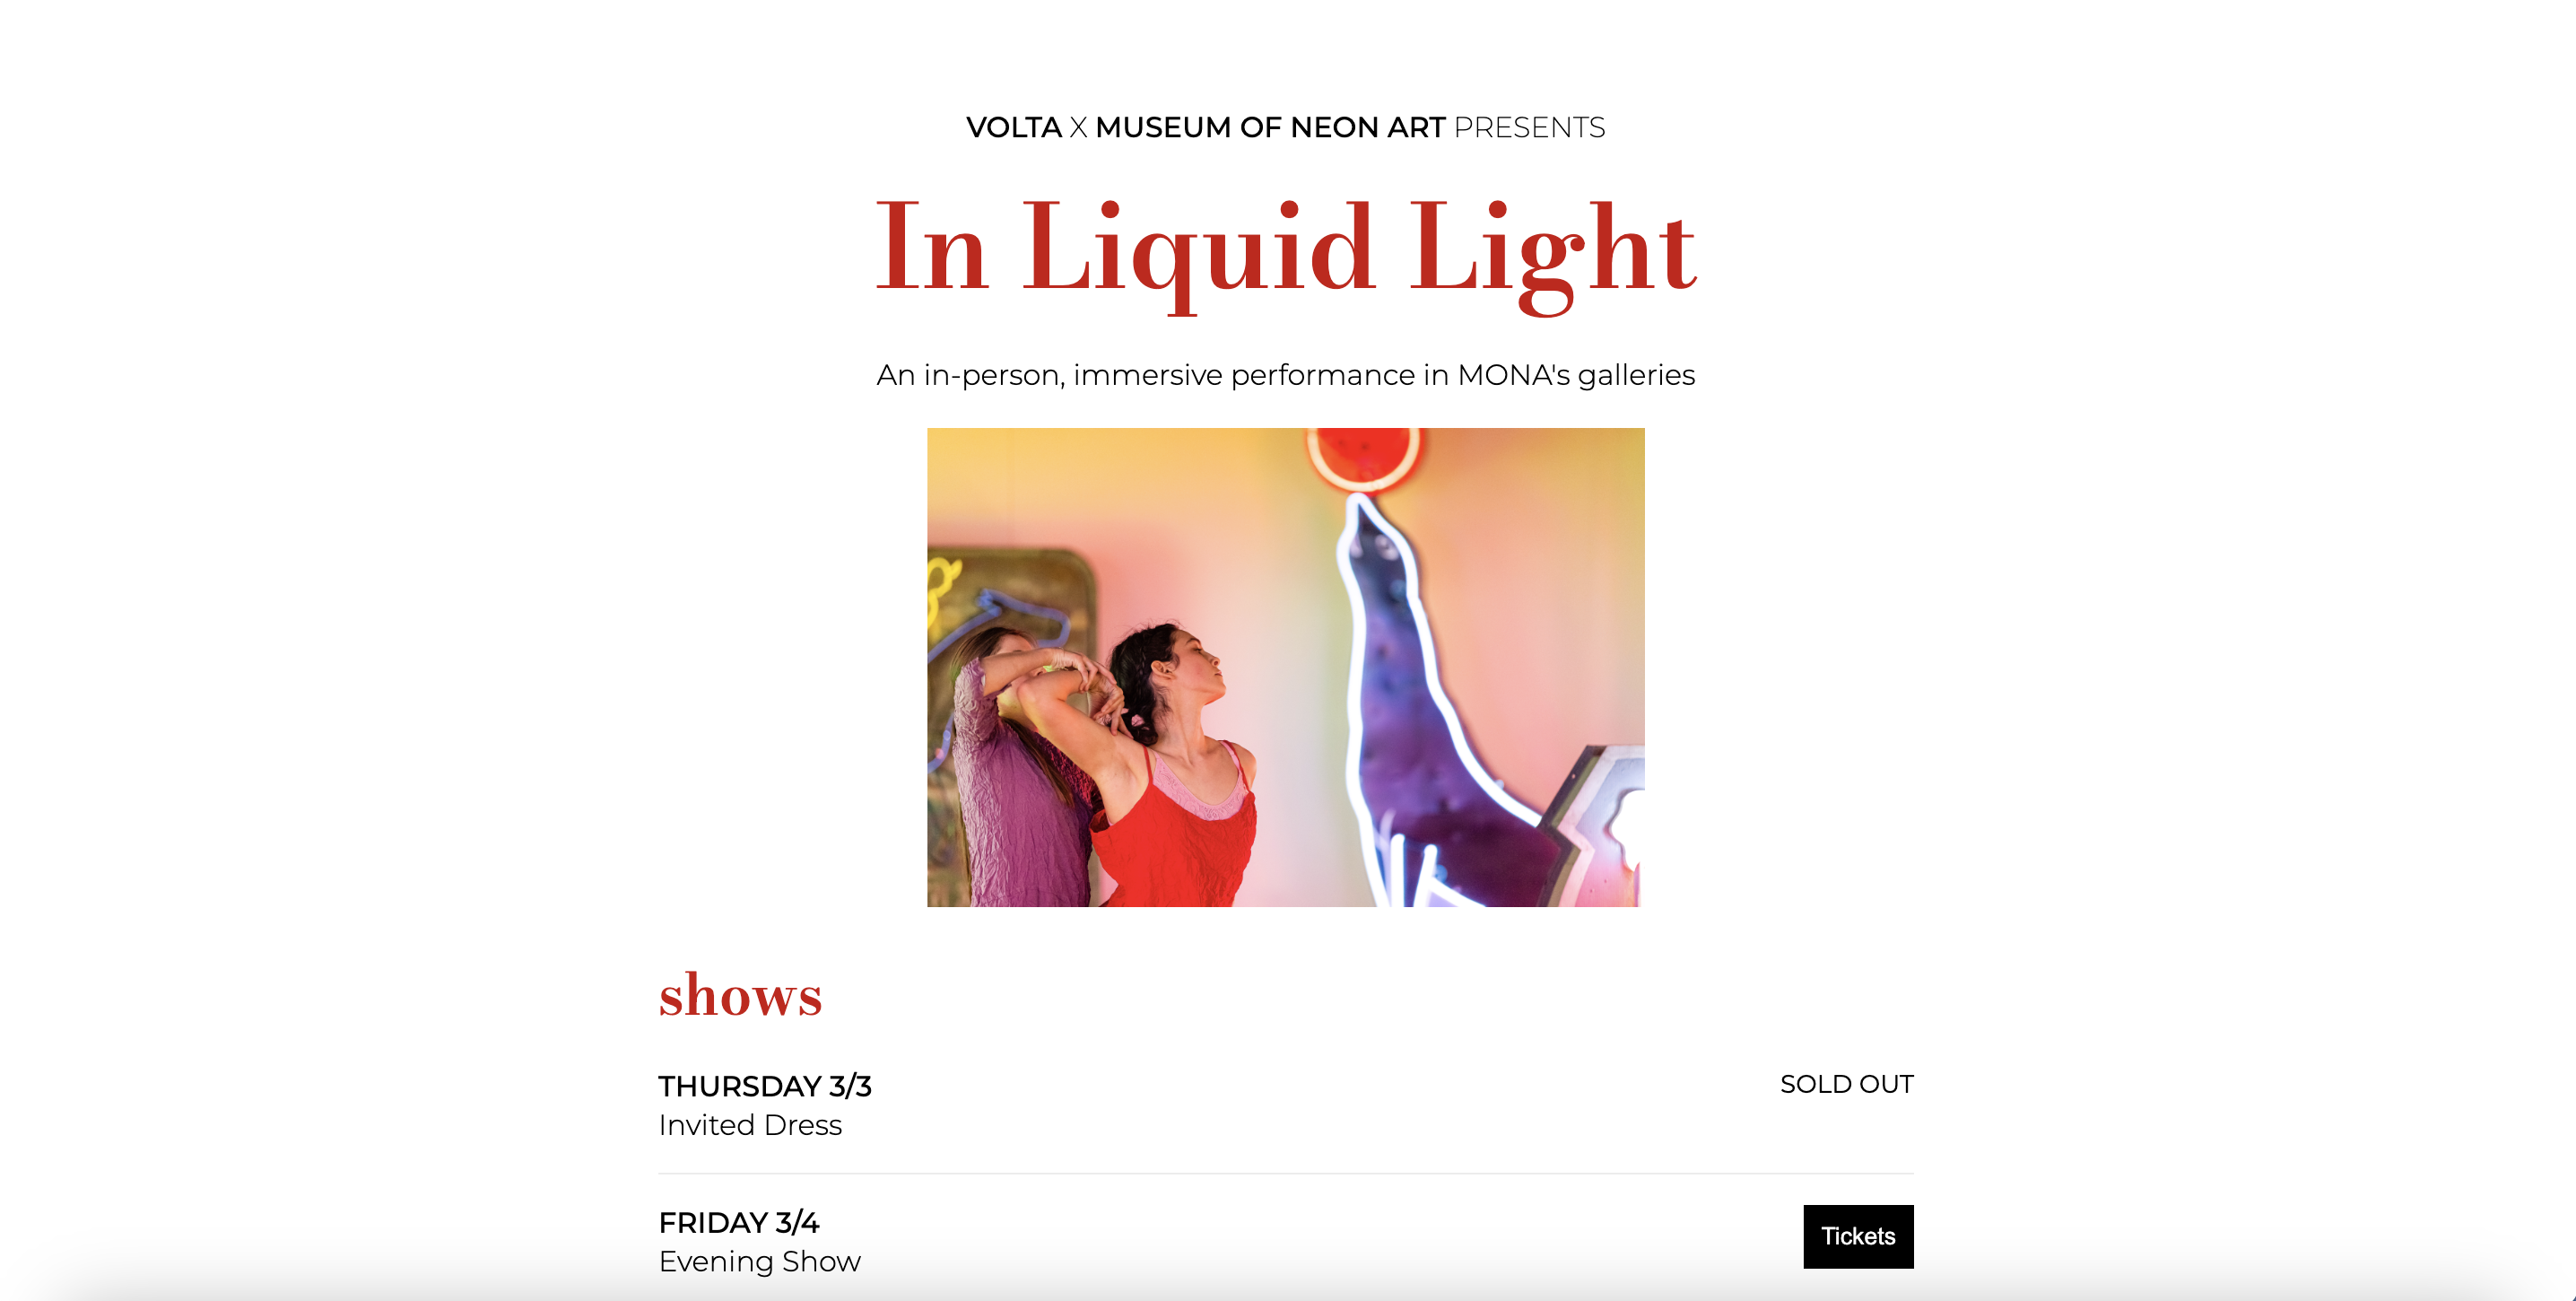 VOLTA X MUSEUM OF NEON ART PRESENTS
In Liquid Light
An in-person, immersive performance in MONA's galleries
shows
THURSDAY 3/3
SOLD OUT
Invited Dress
FRIDAY 3/4
Tickets
Evening Show